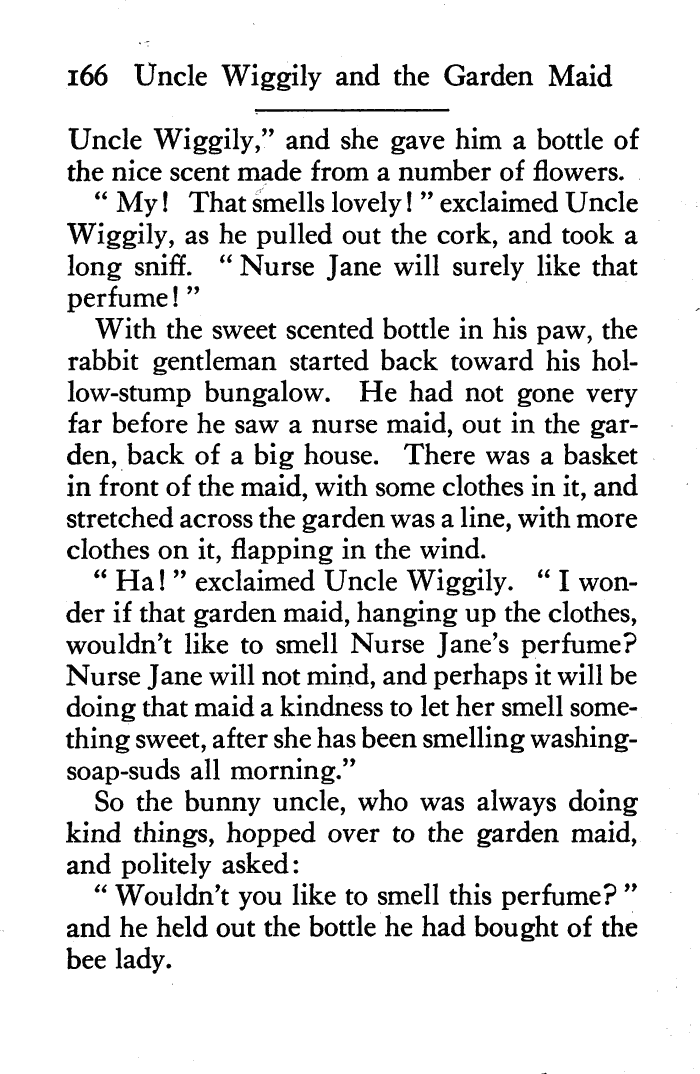 166 Uncle Wiggily and the Garden Maid
Uncle Wiggily,” and she gave him a bottle of
the nice scent made from a number of flowers.
“ My! That smells lovely! ” exclaimed Uncle
Wiggily, as he pulled out the cork, and took a
long sniff. “ Nurse Jane will surely like that
perfume! ”
With the sweet scented bottle in his paw, the
rabbit gentleman started back toward his hol-
low-stump bungalow. He had not gone very
far before he saw a nurse maid, out in the gar-
den, back of a big house. There was a basket
in front of the maid, with some clothes in it, and
stretched across the garden was a line, with more
clothes on it, flapping in the wind.
“ Ha! ” exclaimed Uncle Wiggily. “ I won-
der if that garden maid, hanging up the clothes,
wouldn’t like to smell Nurse Jane’s perfume?
Nurse Jane will not mind, and perhaps it will be
doing that maid a kindness to let her smell some-
thing sweet, after she has been smelling washing-
soap-suds all morning.”
So the bunny uncle, who was always doing
kind things, hopped over to the garden maid,
and politely asked:
“ Wouldn’t you like to smell this perfume? ”
and he held out the bottle he had bought of the
bee lady.